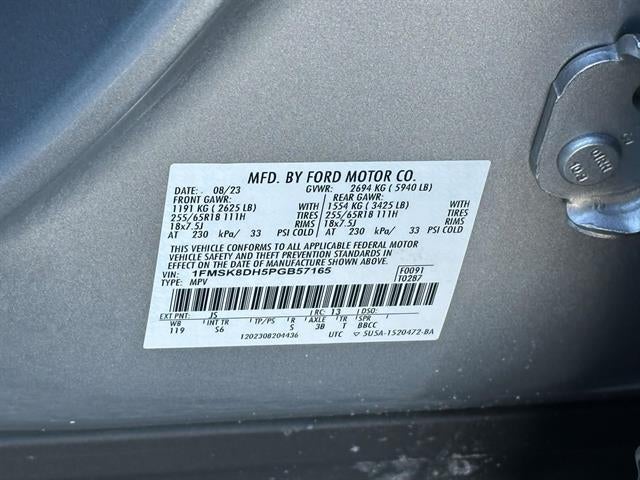 MFD. BY FORD MOTOR CO.
DATE: 08/23 GVWR: 2694 KG ( 5940 LB)
FRONT GAWR: REAR GAWR:
1191 KG ( 2625 LB) WITH 1554 KG ( 3425 LB) WITH
255/65R18 111H TIRES 255/65R18 111H TIRES
18x7.5J RIMS 18x7.5J RIMS
AT 230 kPa/ 33 PSI COLD AT 230 kPa/ 33 PSI COLD
THIS VEHICLE CONFORMS TO ALL APPLICABLE FEDERAL MOTOR
VEHICLE SAFETY AND THEFT PREVENTION STANDARDS IN
EFFECT ON THE DATE OF MANUFACTURE SHOWN ABOVE.
VIN: 1FMSK8DH5PGB57165 F0091
TYPE: MPV T0287
EXT PNT: JS RC: 13 DSO:
WB INT TR TP/PS R AXLE TR SPR
119 S6 S 3B T BBCC
1202308204436 UTC 5U5A-1520472-BA